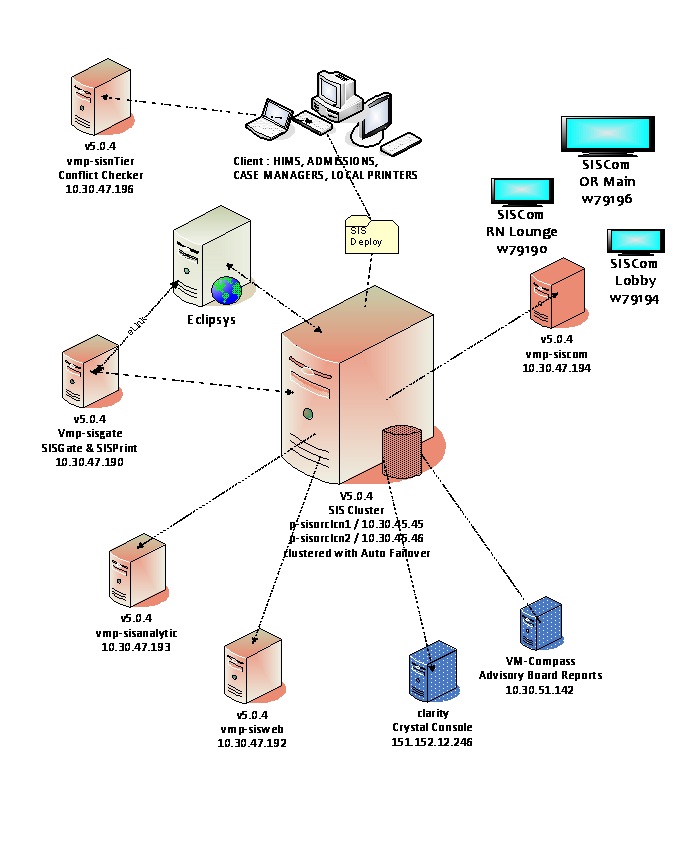 v5.0.4
vmp-sisnTier
Conflict Checker
10.30.47.196
Client : HIMS, ADMISSIONS,
CASE MANAGERS, LOCAL PRINTERS
SISCom
OR Main
w79196
SISCom
RN Lounge
w79190
SISCom
Lobby
w79194
SIS
Deploy
Eclipsys
eLink
v5.0.4
vmp-siscom
10.30.47.194
v5.0.4
Vmp-sisgate
SISGate & SISPrint
10.30.47.190
V5.0.4
SIS Cluster
p-sisorclcn1 / 10.30.45.45
p-sisorclcn2 / 10.30.45.46
clustered with Auto Failover
v5.0.4
vmp-sisanalytic
10.30.47.193
v5.0.4
vmp-sisweb
10.30.47.192
clarity
Crystal Console
151.152.12.246
VM-Compass
Advisory Board Reports
10.30.51.142